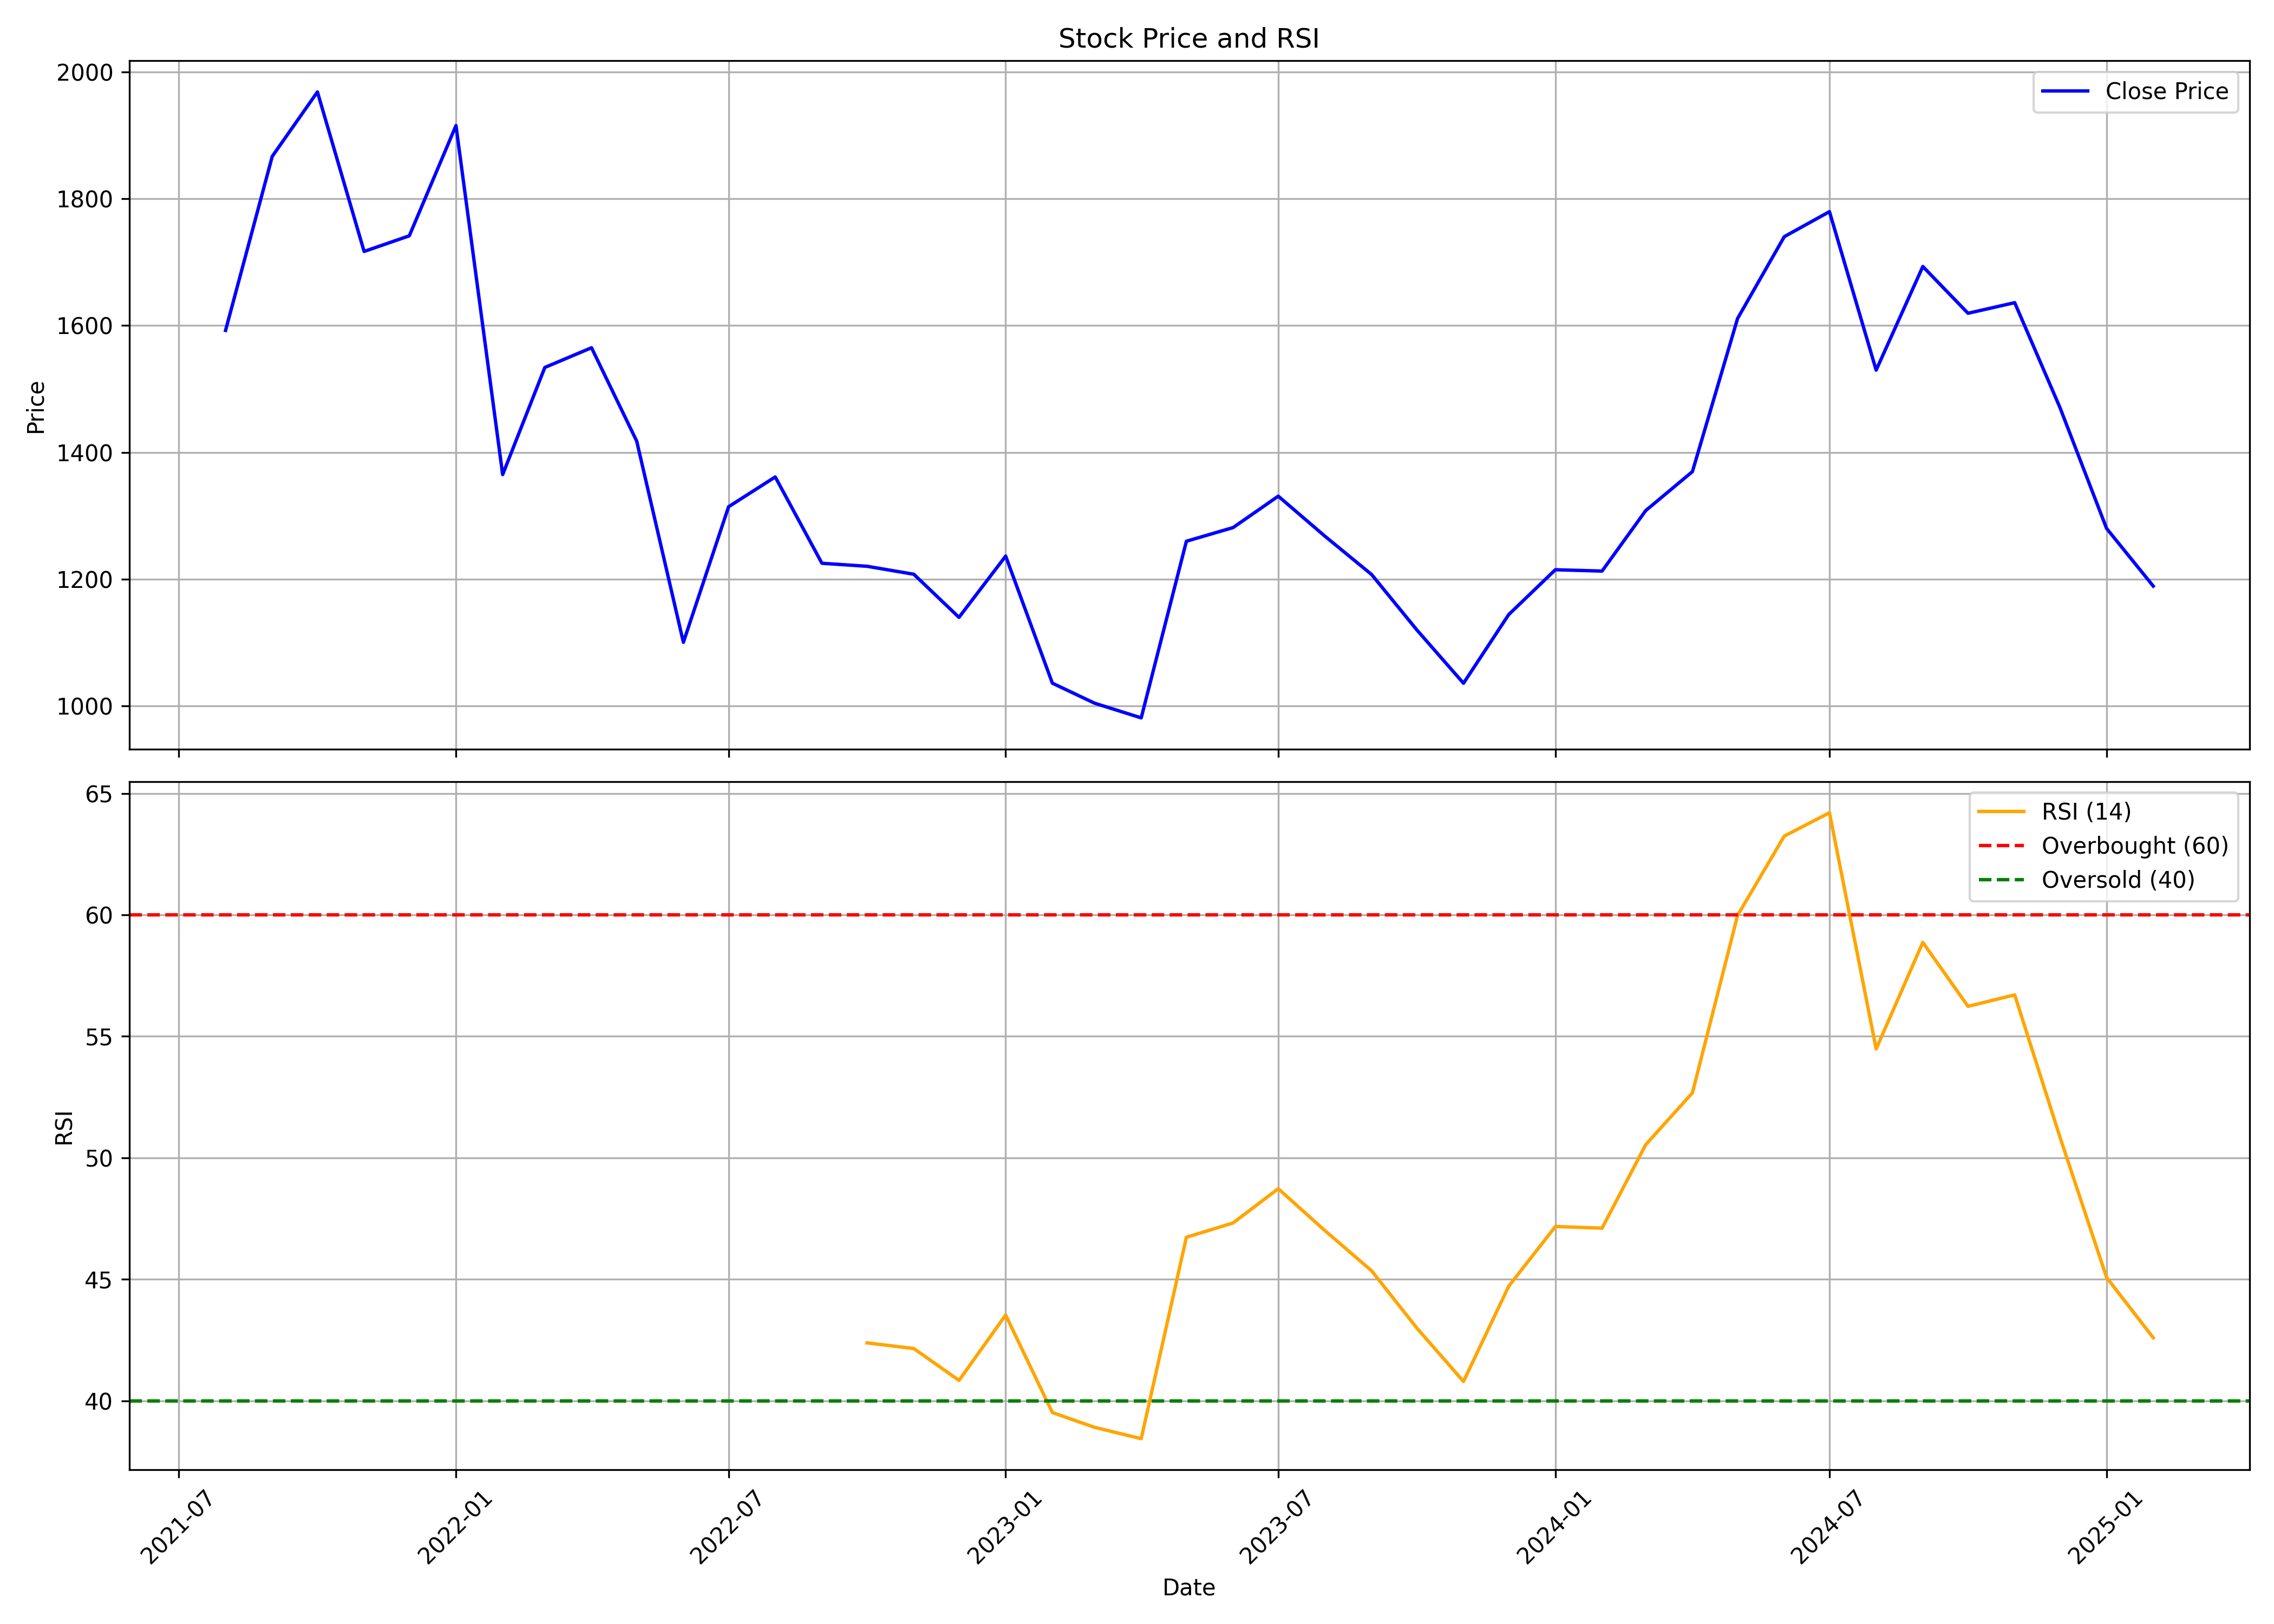 Stock Price and RSI
2000
1800
1600
1400
1200
1000
Price
Close Price
65
60
55
50
45
40
RSI
RSI (14)
Overbought (60)
Oversold (40)
2021-07
2022-01
2022-07
2023-01
2023-07
2024-01
2024-07
2025-01
Date